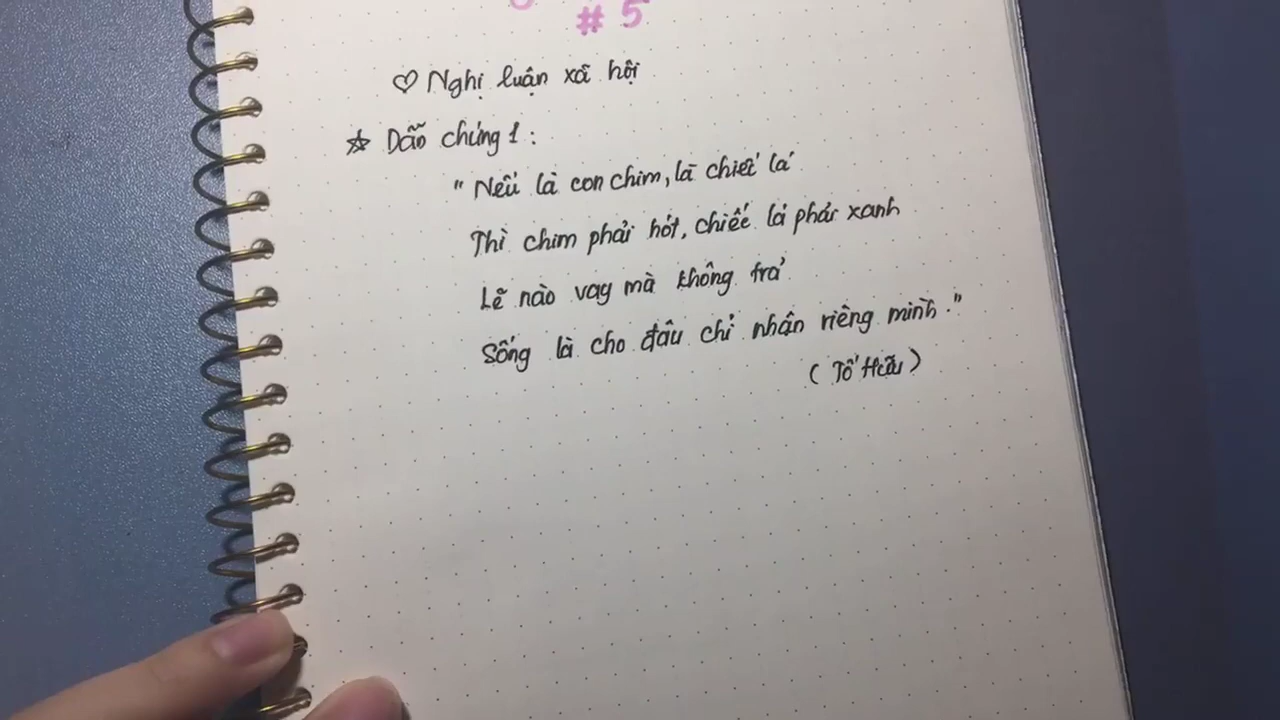 # 5
♡ Nghị luận xã hội
☆ Dẫn chứng 1 :
" Nếu là con chim, là chiếc lá
Thì chim phải hót, chiếc lá phải xanh
Lẽ nào vay mà không trả
Sống là cho đâu chỉ nhận riêng mình ."
( Tố Hữu )